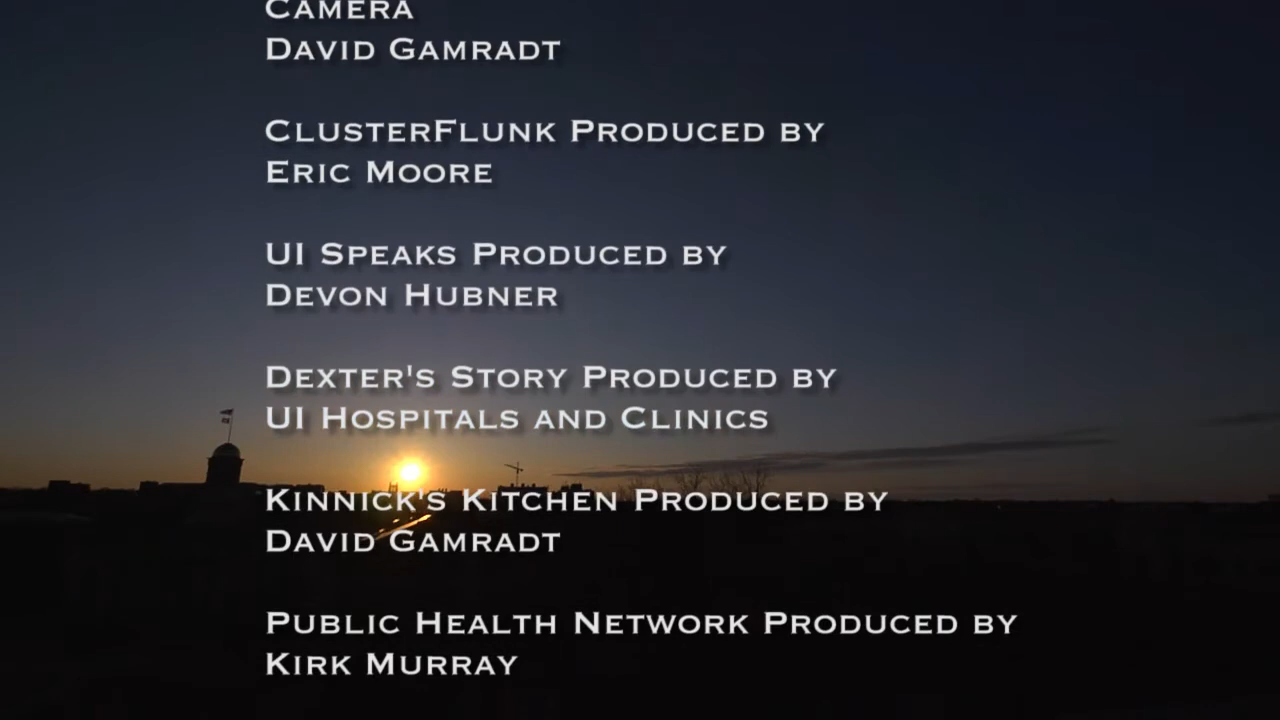 CAMERA
DAVID GAMRADT
CLUSTERFLUNK PRODUCED BY
ERIC MOORE
UI SPEAKS PRODUCED BY
DEVON HUBNER
DEXTER'S STORY PRODUCED BY
UI HOSPITALS AND CLINICS
KINNICK'S KITCHEN PRODUCED BY
DAVID GAMRADT
PUBLIC HEALTH NETWORK PRODUCED BY
KIRK MURRAY